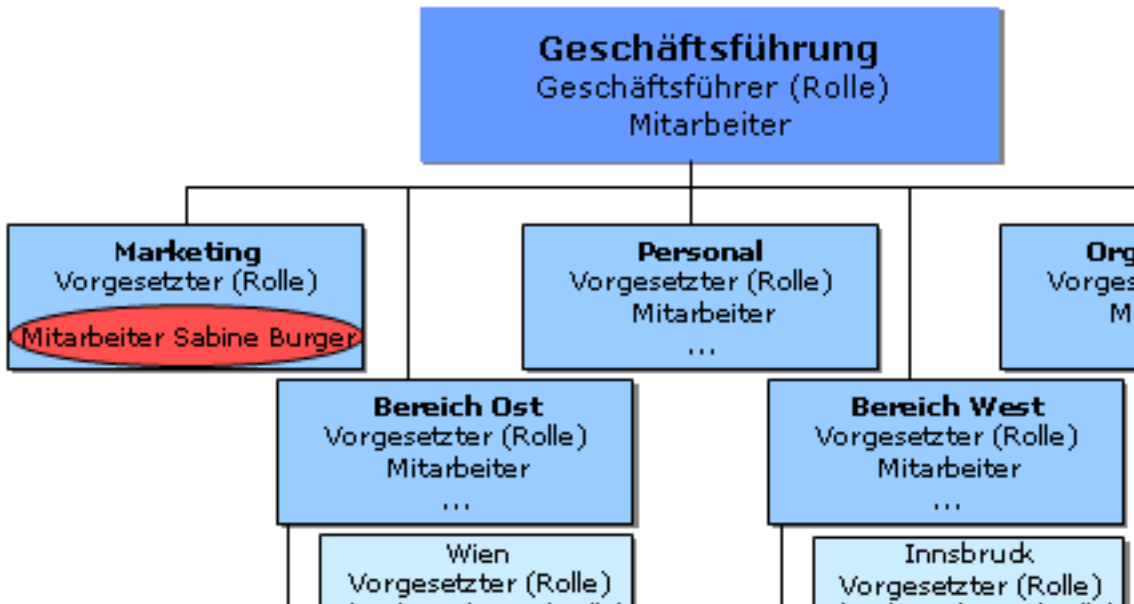 Geschäftsführung
Geschäftsführer (Rolle)
Mitarbeiter
Marketing
Vorgesetzter (Rolle)
Mitarbeiter Sabine Burger
Personal
Vorgesetzter (Rolle)
Mitarbeiter
...
Bereich Ost
Vorgesetzter (Rolle)
Mitarbeiter
...
Bereich West
Vorgesetzter (Rolle)
Mitarbeiter
...
Wien
Vorgesetzter (Rolle)
Innsbruck
Vorgesetzter (Rolle)